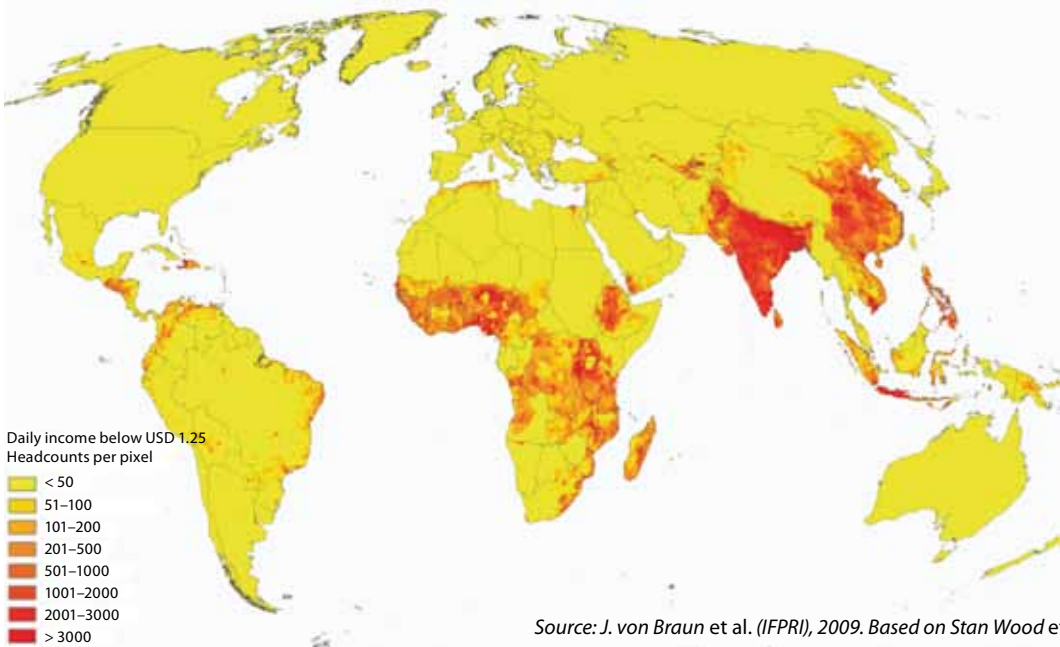 Daily income below USD 1.25
Headcounts per pixel
< 50
51–100
101–200
201–500
501–1000
1001–2000
2001–3000
> 3000
Source: J. von Braun et al. (IFPRI), 2009. Based on Stan Wood et